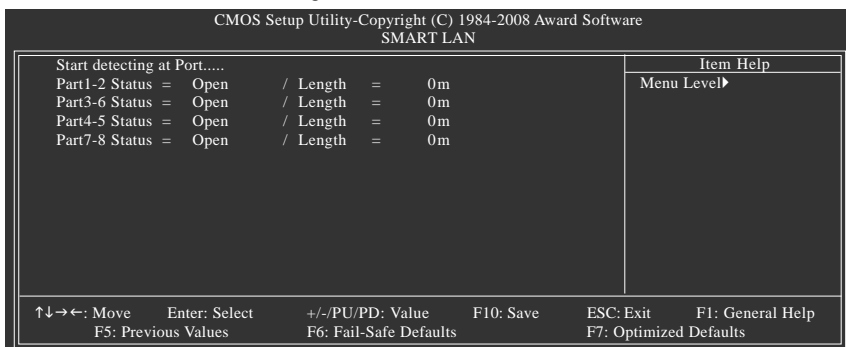 CMOS Setup Utility-Copyright (C) 1984-2008 Award Software
SMART LAN
Start detecting at Port.....
Part1-2 Status = Open / Length = 0m
Part3-6 Status = Open / Length = 0m
Part4-5 Status = Open / Length = 0m
Part7-8 Status = Open / Length = 0m
Item Help
Menu Level▶
↑↓→←: Move Enter: Select +/-/PU/PD: Value F10: Save ESC: Exit F1: General Help
F5: Previous Values F6: Fail-Safe Defaults F7: Optimized Defaults